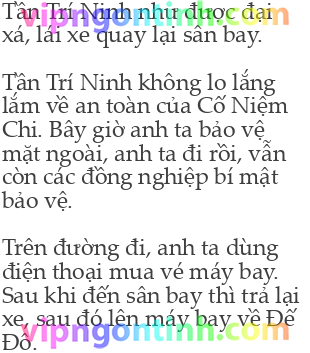 Tần Trí Ninh như được đại
xá, lái xe quay lại sân bay.
Tần Trí Ninh không lo lắng
lắm về an toàn của Cố Niệm
Chi. Bây giờ anh ta bảo vệ
mặt ngoài, anh ta đi rồi, vẫn
còn các đồng nghiệp bí mật
bảo vệ.
Trên đường đi, anh ta dùng
điện thoại mua vé máy bay.
Sau khi đến sân bay thì trả lại
xe, sau đó lên máy bay về Đế
Đô.
vipngontinh.com
vipngontinh.com